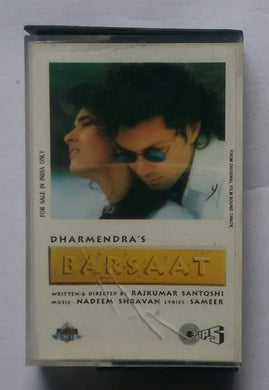 FOR SALE IN INDIA ONLY
FROM ORIGINAL FILM SOUND TRACK
DHARMENDRA'S
BARSAAT
WRITTEN & DIRECTED BY RAJKUMAR SANTOSHI
MUSIC: NADEEM SHRAVAN LYRICS: SAMEER
TIPS